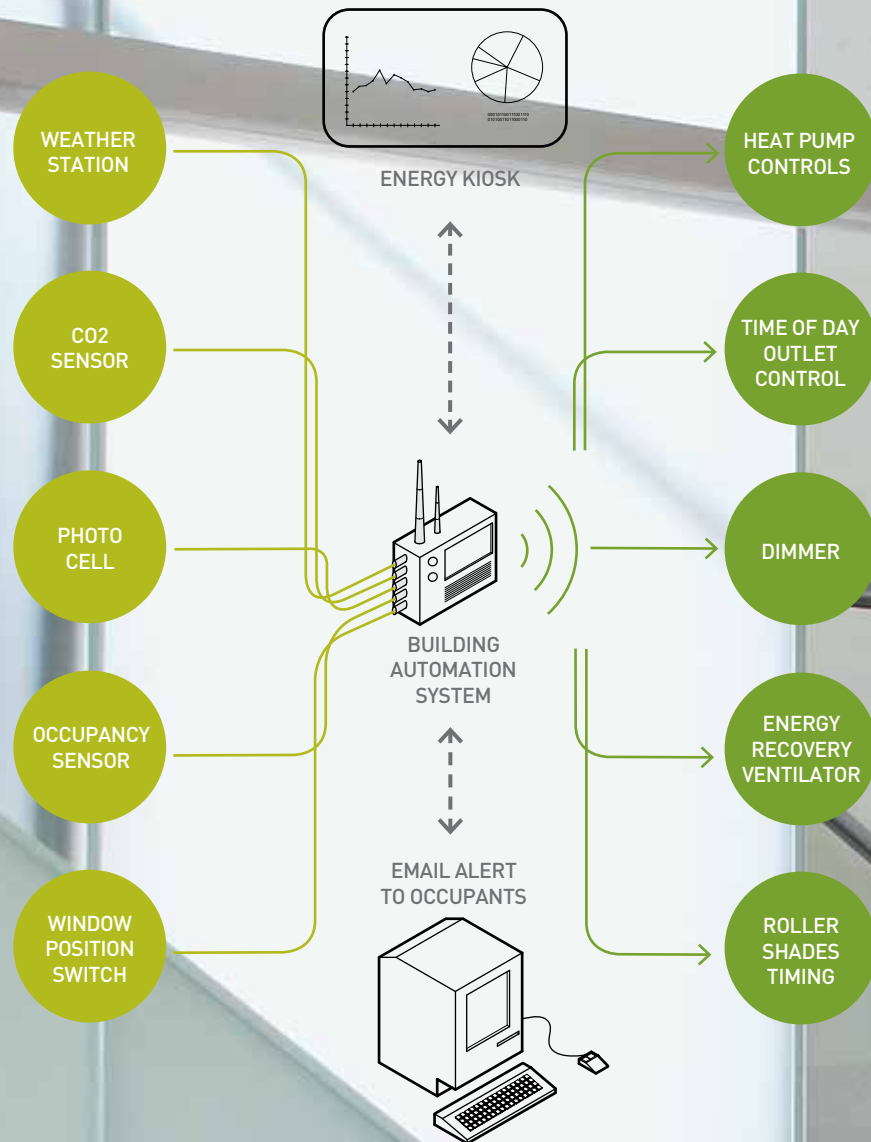 WEATHER
STATION
CO2
SENSOR
PHOTO
CELL
OCCUPANCY
SENSOR
WINDOW
POSITION
SWITCH
ENERGY KIOSK
BUILDING
AUTOMATION
SYSTEM
EMAIL ALERT
TO OCCUPANTS
HEAT PUMP
CONTROLS
TIME OF DAY
OUTLET
CONTROL
DIMMER
ENERGY
RECOVERY
VENTILATOR
ROLLER
SHADES
TIMING